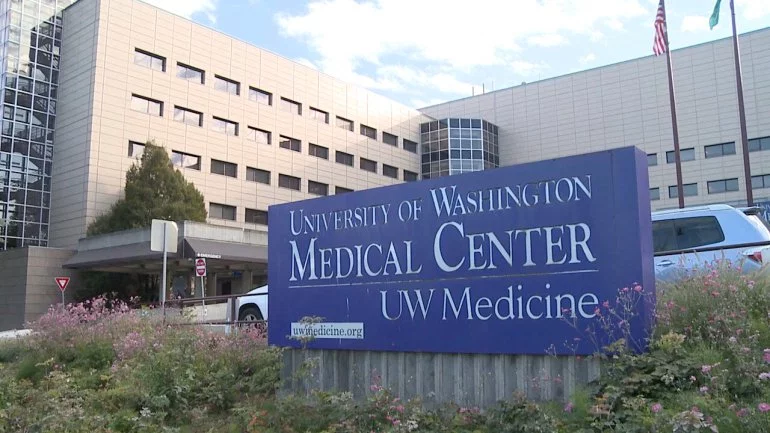 UNIVERSITY OF WASHINGTON
MEDICAL CENTER
UW MEDICINE
uwmedicine.org